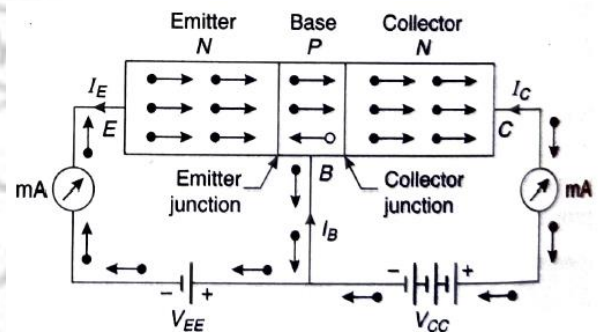 Emitter Base Collector
N P N
I_E I_C
E C
mA Emitter junction B Collector junction mA
I_B
− + − +
V_EE V_CC